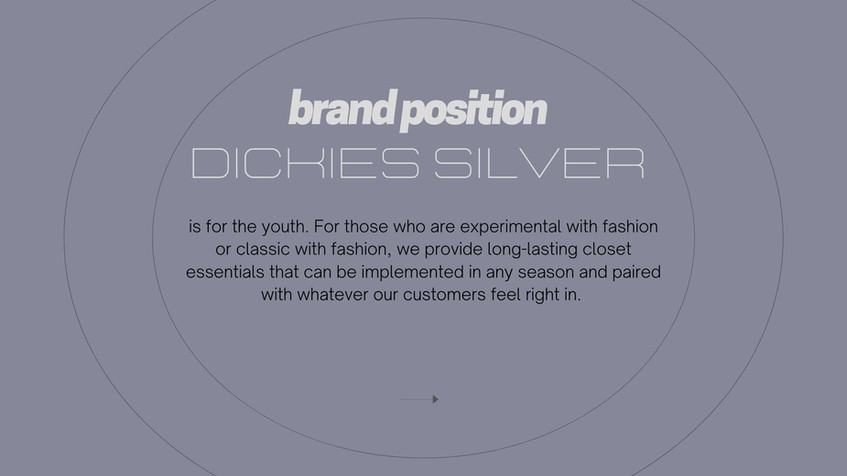 brand position
DICKIES SILVER
is for the youth. For those who are experimental with fashion
or classic with fashion, we provide long-lasting closet
essentials that can be implemented in any season and paired
with whatever our customers feel right in.